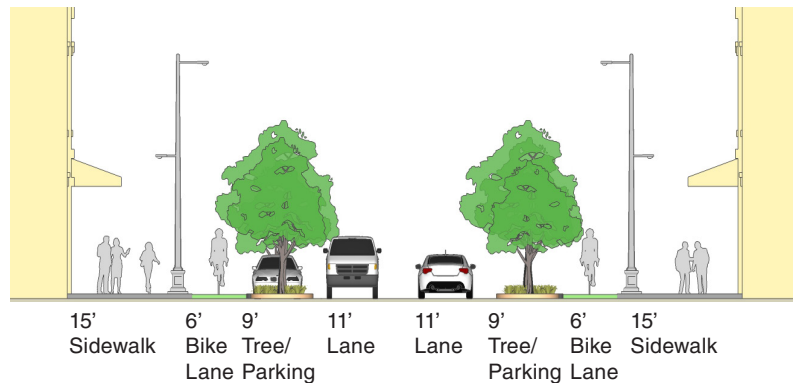 15’ 6’ 9’ 11’ 11’ 9’ 6’ 15’
Sidewalk Bike Tree/ Lane Lane Tree/ Bike Sidewalk
Lane Parking Parking Lane